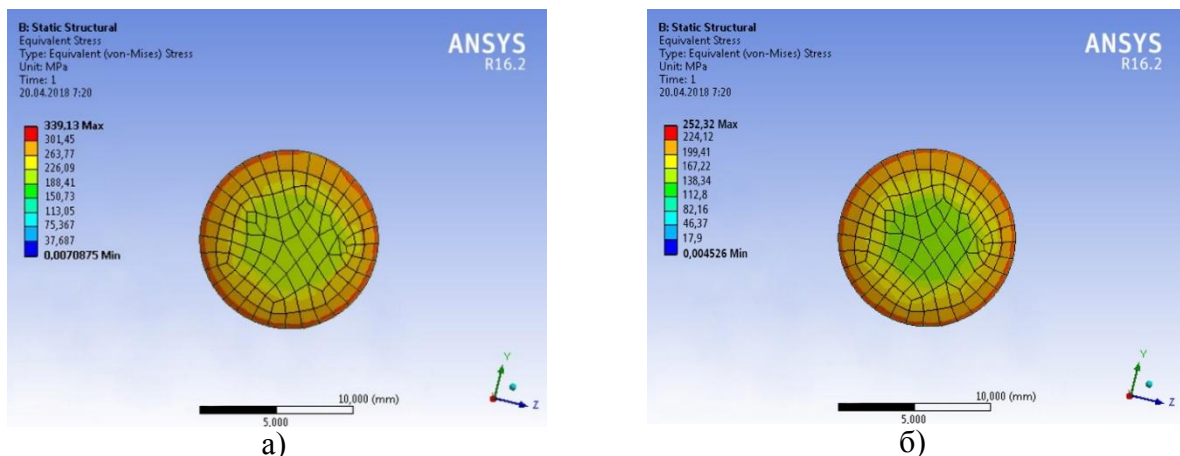 B: Static Structural
Equivalent Stress
Type: Equivalent (von-Mises) Stress
Unit: MPa
Time: 1
20.04.2018 7:20
ANSYS
R16.2
339,13 Max
301,45
263,77
226,09
188,41
150,73
113,05
75,367
37,687
0,0070875 Min
Y
Z
10,000 (mm)
5,000
а)
B: Static Structural
Equivalent Stress
Type: Equivalent (von-Mises) Stress
Unit: MPa
Time: 1
20.04.2018 7:20
ANSYS
R16.2
252,32 Max
224,12
199,41
167,22
138,34
112,8
82,16
46,37
17,9
0,004526 Min
Y
Z
10,000 (mm)
5,000
б)